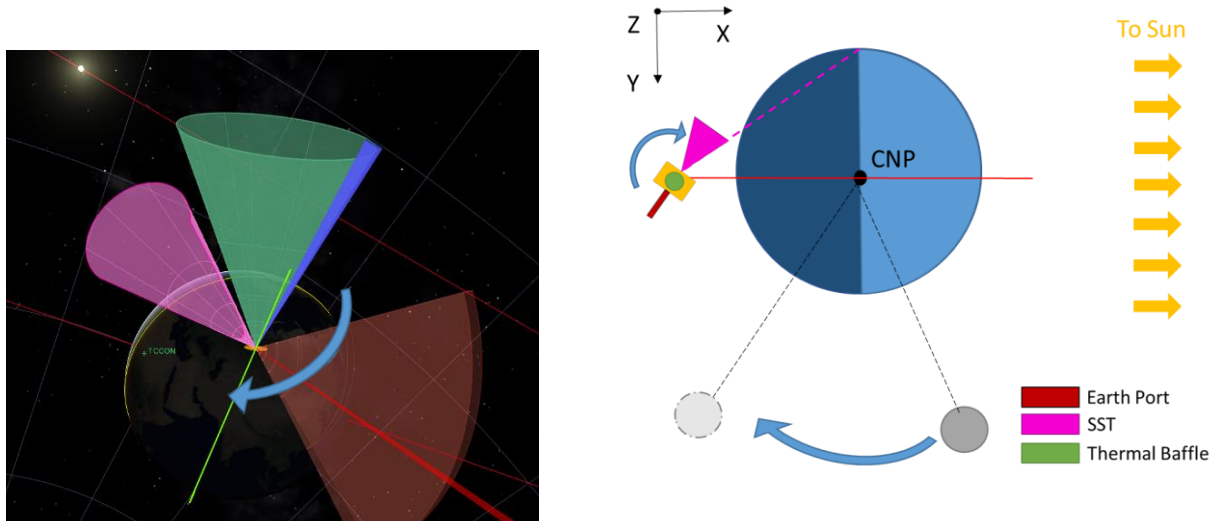 TCCON
Z
X
Y
To Sun
CNP
Earth Port
SST
Thermal Baffle